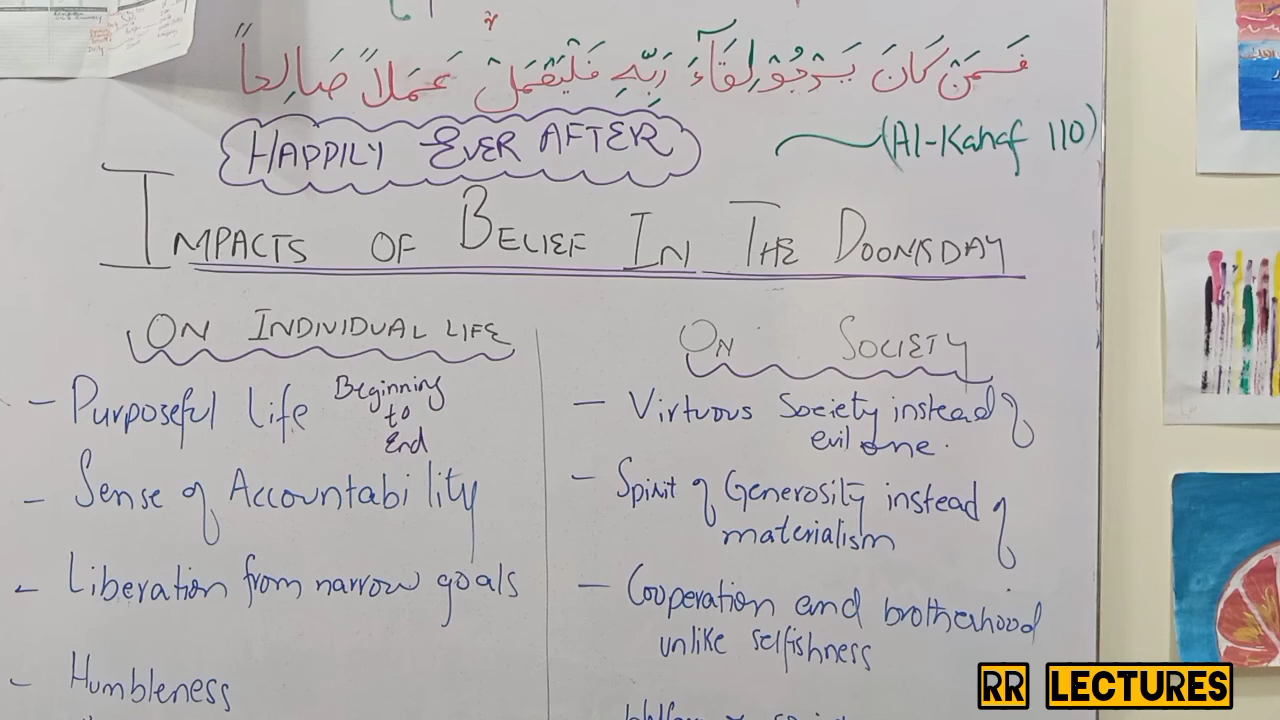 فَمَنْ كَانَ يَرْجُوْ لِقَآءَ رَبِّهٖ فَلْيَعْمَلْ عَمَلاً صَالِحاً
HAPPILY EVER AFTER
(Al-Kahaf 110)
IMPACTS OF BELIEF IN THE DOOMSDAY
ON INDIVIDUAL LIFE
- Purposeful life Beginning to End
- Sense of Accountability
- Liberation from narrow goals
- Humbleness
ON SOCIETY
- Virtuous Society instead of
evil one.
- Spirit of Generosity instead of
materialism
- Cooperation and brotherhood
unlike selfishness
RR LECTURES